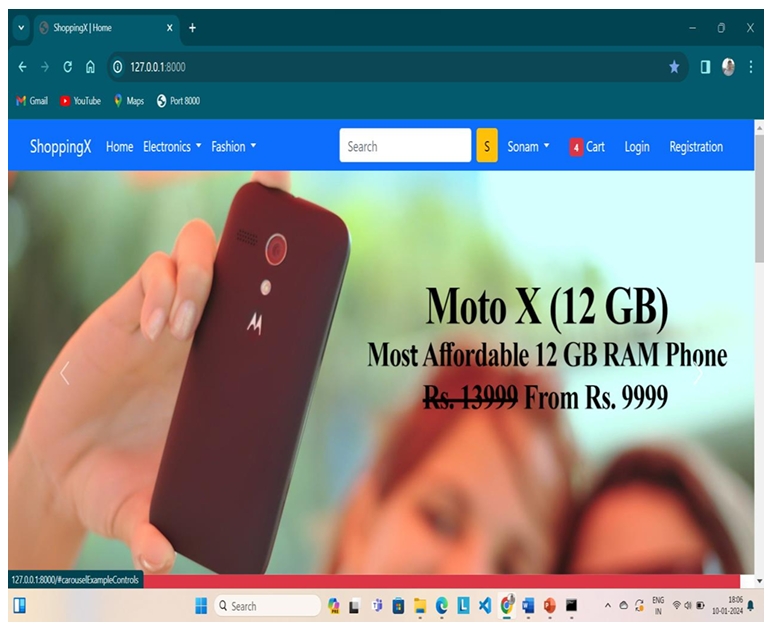 ShoppingX | Home
127.0.0.1:8000
Gmail YouTube Maps Port 8000
ShoppingX Home Electronics Fashion Search S Sonam 4 Cart Login Registration
Moto X (12 GB)
Most Affordable 12 GB RAM Phone
Rs. 13999 From Rs. 9999
127.0.0.1:8000/#carouselExampleControls
Search
ENG
IN
18:06
10-01-2024